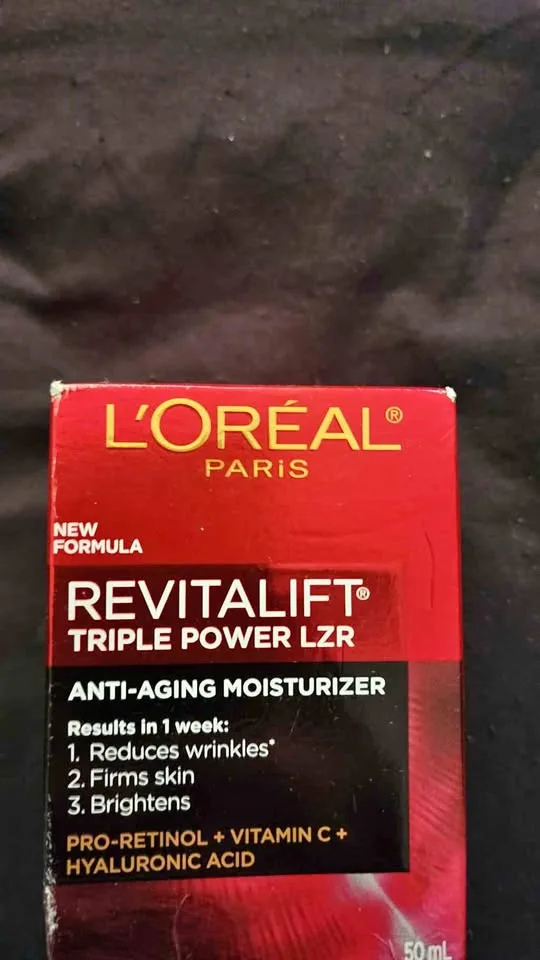 L'ORÉAL®
PARiS
NEW
FORMULA
REVITALIFT®
TRIPLE POWER LZR
ANTI-AGING MOISTURIZER
Results in 1 week:
1. Reduces wrinkles*
2. Firms skin
3. Brightens
PRO-RETINOL + VITAMIN C +
HYALURONIC ACID
50 mL